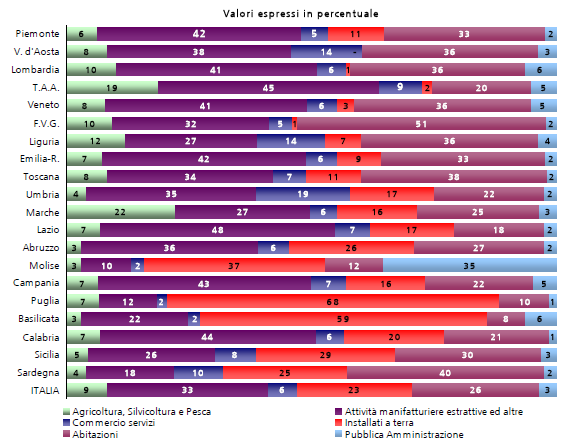 Valori espressi in percentuale
Piemonte 6 42 5 11 33 2
V. d'Aosta 8 38 14 - 36 3
Lombardia 10 41 6 1 36 6
T.A.A. 19 45 9 2 20 5
Veneto 8 41 6 3 36 5
F.V.G. 10 32 5 1 51 2
Liguria 12 27 14 7 36 4
Emilia-R. 7 42 6 9 33 2
Toscana 8 34 7 11 38 2
Umbria 4 35 19 17 22 2
Marche 22 27 6 16 25 3
Lazio 7 48 7 17 18 2
Abruzzo 3 36 6 26 27 2
Molise 3 10 2 37 12 35
Campania 7 43 7 16 22 5
Puglia 7 12 2 68 10 1
Basilicata 3 22 2 59 8 6
Calabria 7 44 6 20 21 1
Sicilia 5 26 8 29 30 3
Sardegna 4 18 10 25 40 2
ITALIA 9 33 6 23 26 3
Agricoltura, Silvicoltura e Pesca
Attività manifatturiere estrattive ed altre
Commercio servizi
Installati a terra
Abitazioni
Pubblica Amministrazione